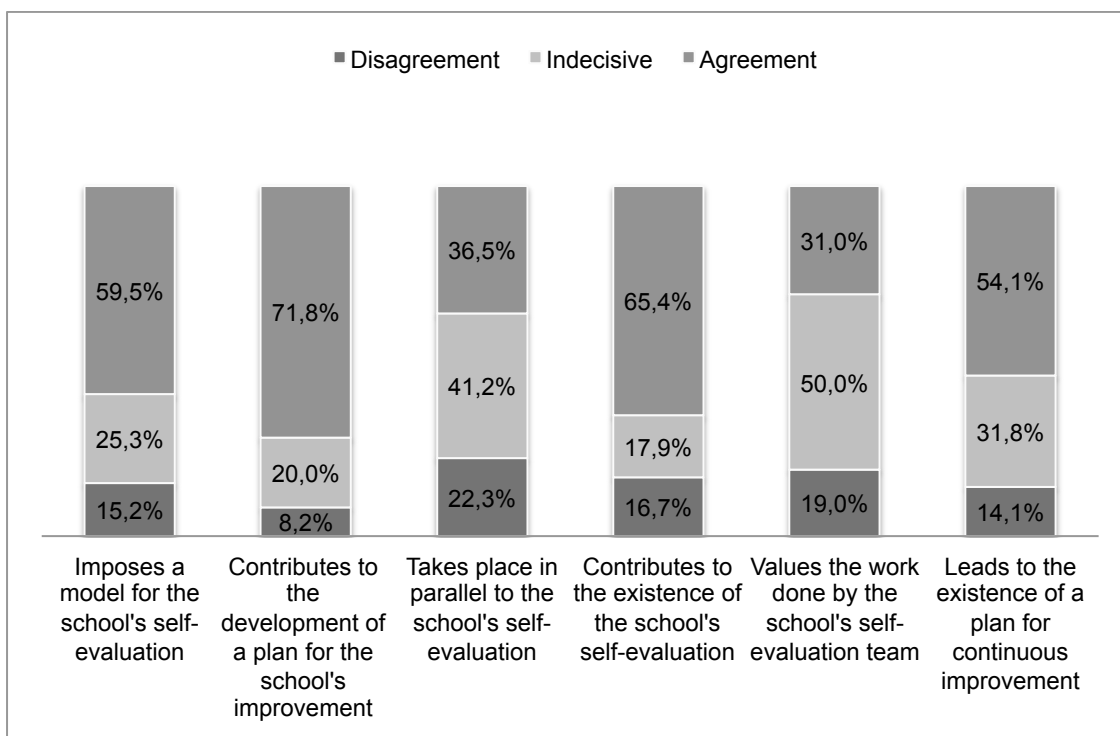 Disagreement Indecisive Agreement
59,5% 71,8% 36,5% 65,4% 31,0% 54,1%
25,3% 20,0% 41,2% 17,9% 50,0% 31,8%
15,2% 8,2% 22,3% 16,7% 19,0% 14,1%
Imposes a
model for the
school's self-
evaluation
Contributes to
the
development of
a plan for the
school's
improvement
Takes place in
parallel to the
school's self-
evaluation
Contributes to
the existence of
the school's
self-evaluation
Values the work
done by the
school's self-
evaluation team
Leads to the
existence of a
plan for
continuous
improvement